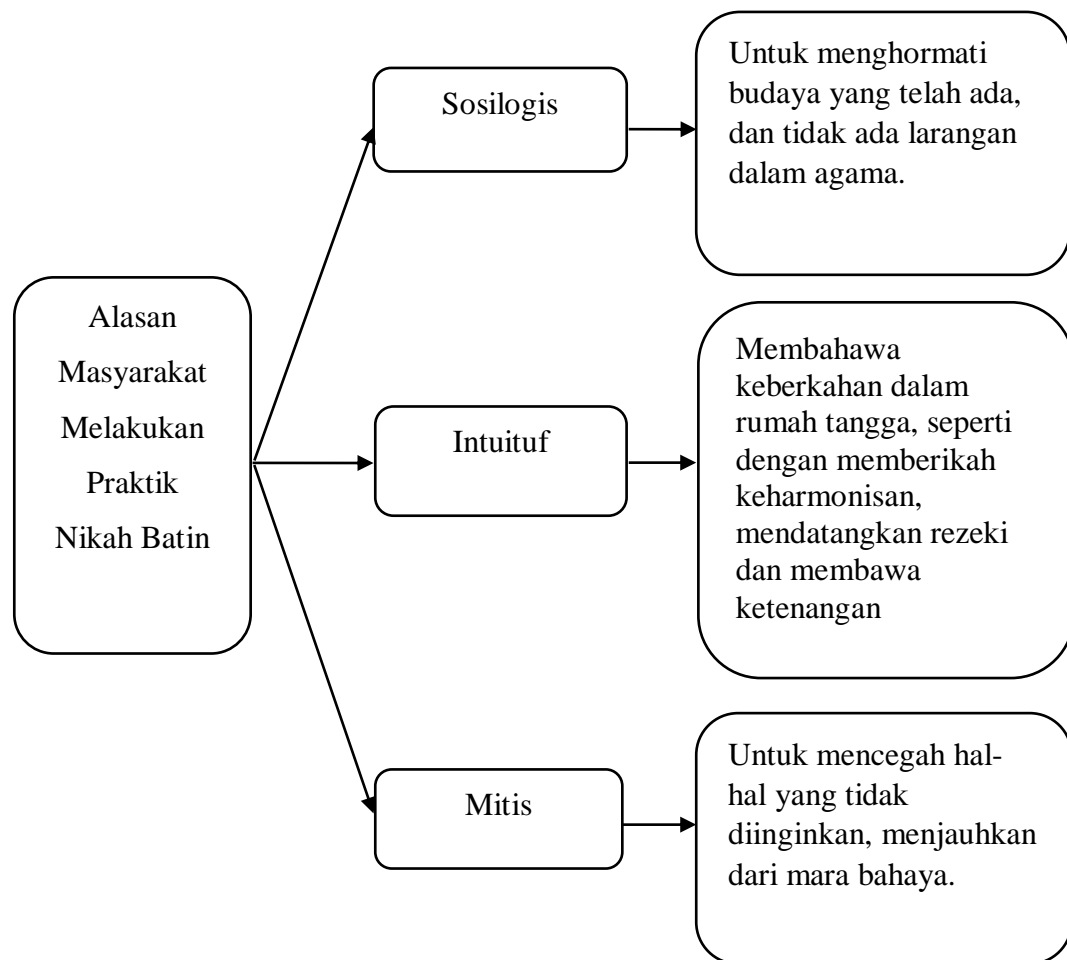 Alasan
Masyarakat
Melakukan
Praktik
Nikah Batin
Sosilogis
Untuk menghormati
budaya yang telah ada,
dan tidak ada larangan
dalam agama.
Intuituf
Membahawa
keberkahan dalam
rumah tangga, seperti
dengan memberikah
keharmonisan,
mendatangkan rezeki
dan membawa
ketenangan
Mitis
Untuk mencegah hal-
hal yang tidak
diinginkan, menjauhkan
dari mara bahaya.